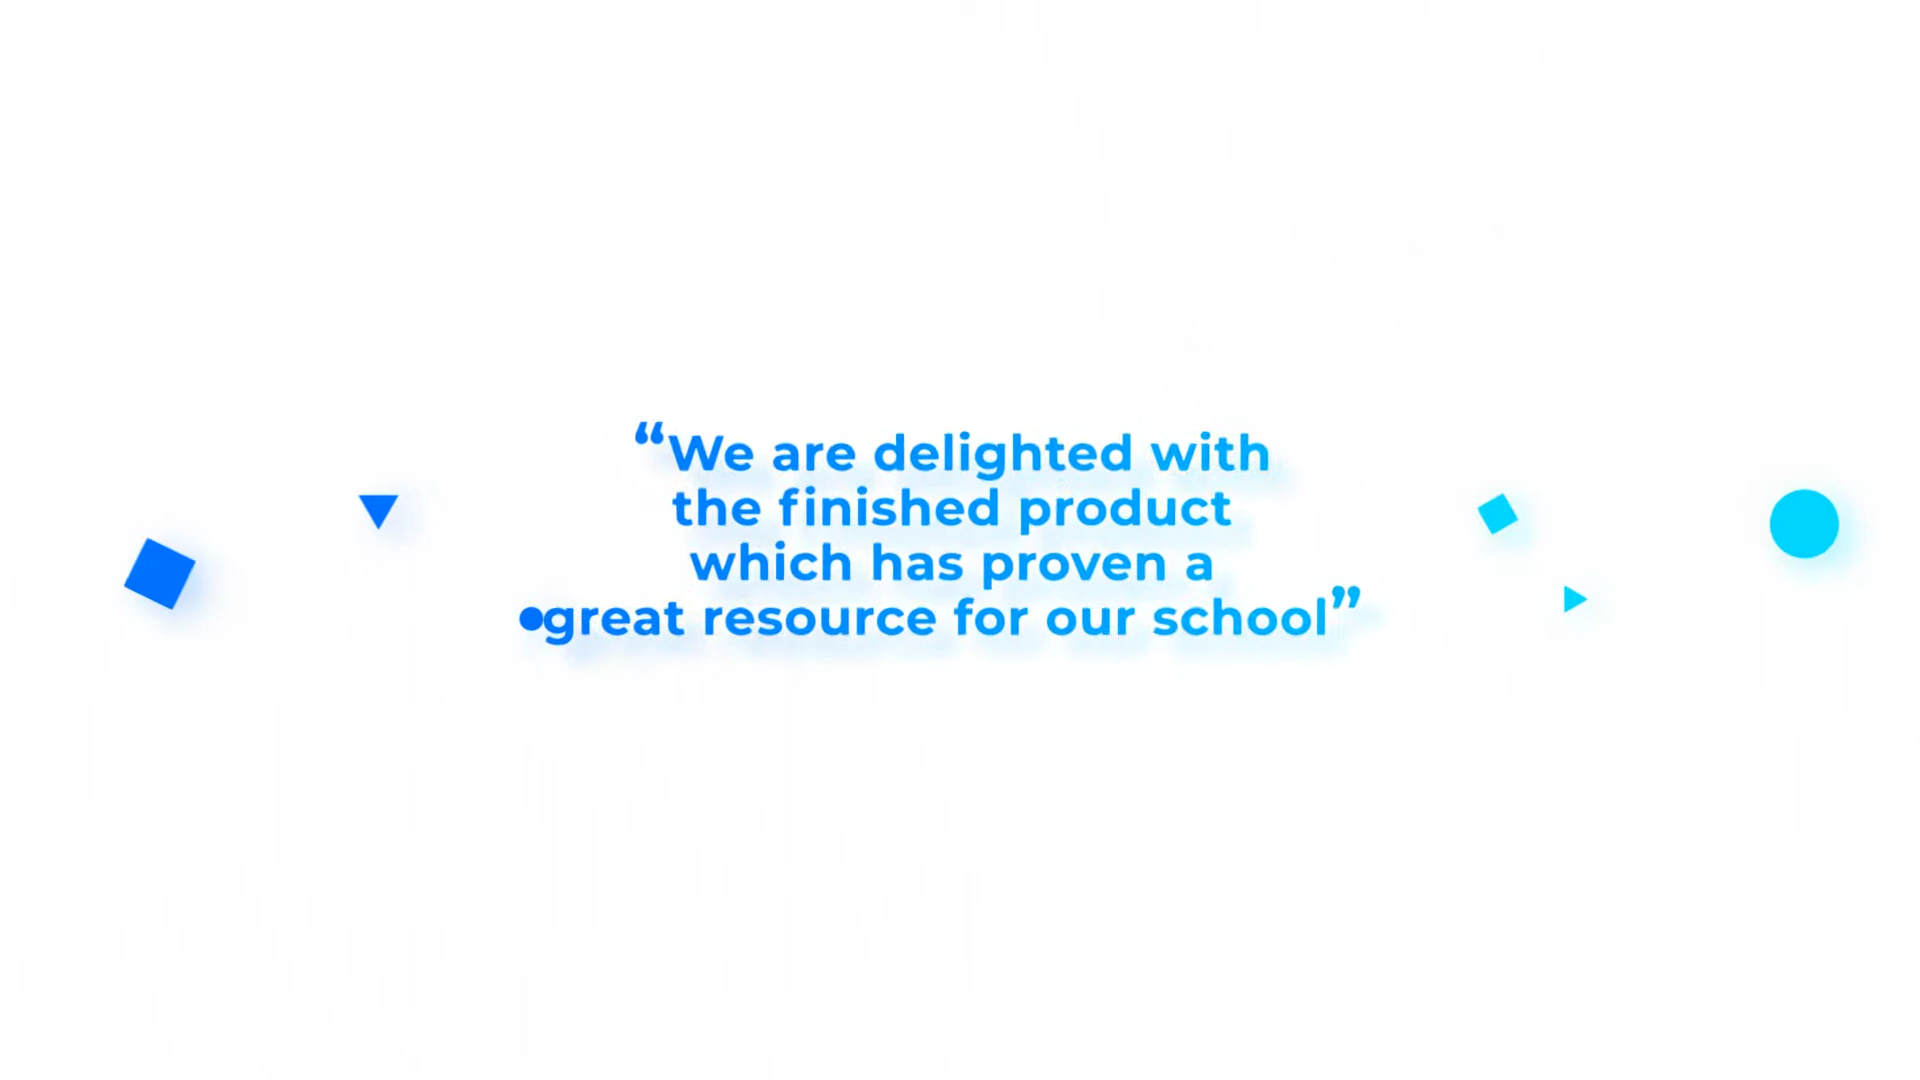 “We are delighted with
the finished product
which has proven a
great resource for our school”